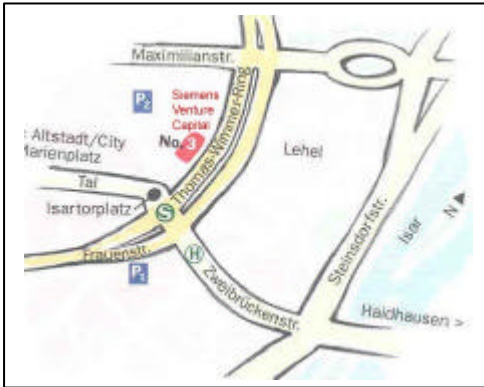 Maximilianstr.
P2
Siemens
Venture
Capital
No. 3
Thomas-Wimmer-Ring
Lehel
Altstadt/City
Marienplatz
Tal
Isartorplatz
S
Frauenstr.
P1
H
Zweibrückenstr.
Steinsdorfstr.
Isar
N
Haidhausen >